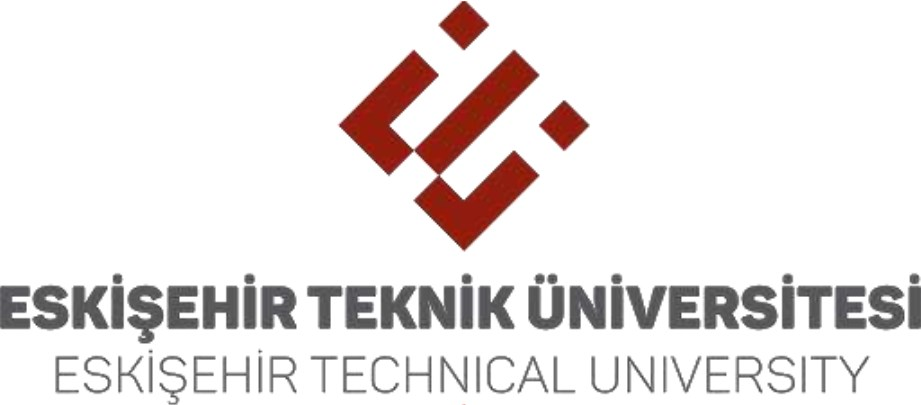 ESKİŞEHİR TEKNİK ÜNİVERSİTESİ
ESKİŞEHİR TECHNICAL UNIVERSITY